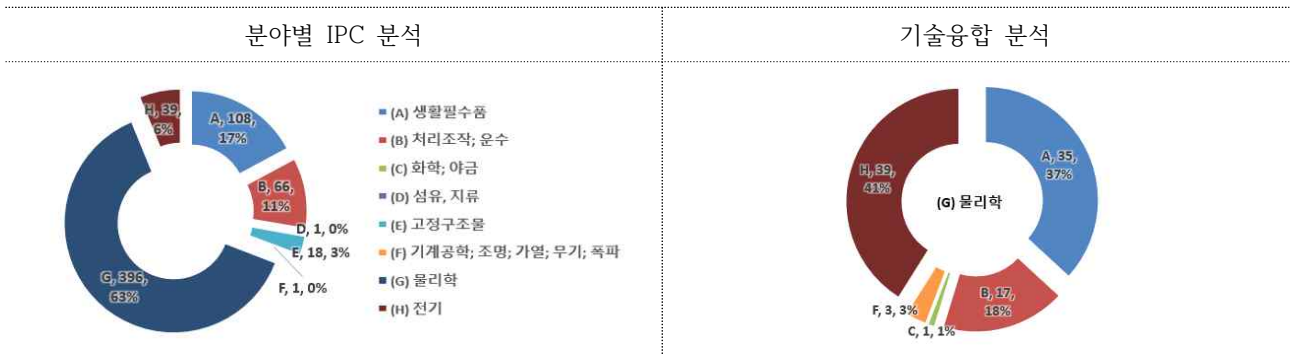 분야별 IPC 분석
기술융합 분석
H, 39,
6%
A, 108,
17%
B, 66,
11%
D, 1, 0%
E, 18, 3%
F, 1, 0%
G, 396,
63%
(A) 생활필수품
(B) 처리조작; 운수
(C) 화학; 야금
(D) 섬유, 지류
(E) 고정구조물
(F) 기계공학; 조명; 가열; 무기; 폭파
(G) 물리학
(H) 전기
A, 35,
37%
H, 39,
41%
(G) 물리학
B, 17,
18%
F, 3, 3%
C, 1, 1%